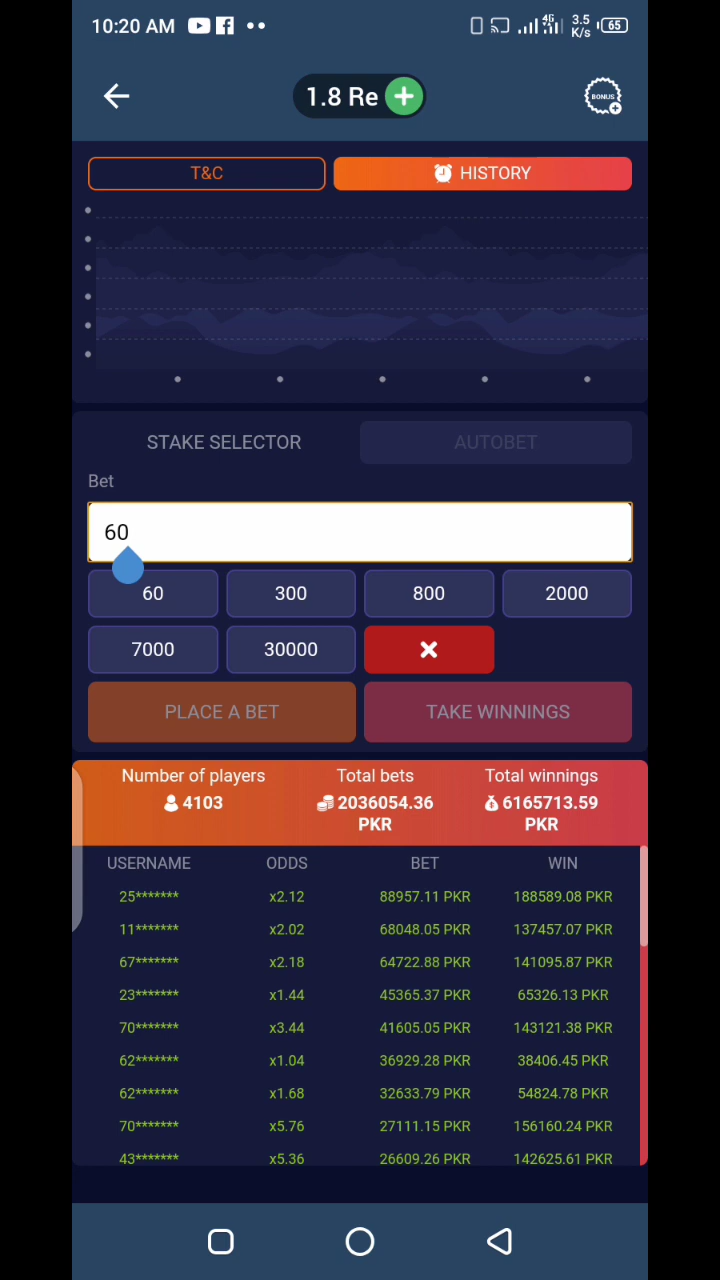 10:20 AM 4G 3.5 K/s 65
1.8 Re BONUS
T&C HISTORY
STAKE SELECTOR AUTOBET
Bet
60
60 300 800 2000
7000 30000
PLACE A BET TAKE WINNINGS
Number of players Total bets Total winnings
4103 2036054.36 PKR 6165713.59 PKR
USERNAME ODDS BET WIN
25******* x2.12 88957.11 PKR 188589.08 PKR
11******* x2.02 68048.05 PKR 137457.07 PKR
67******* x2.18 64722.88 PKR 141095.87 PKR
23******* x1.44 45365.37 PKR 65326.13 PKR
70******* x3.44 41605.05 PKR 143121.38 PKR
62******* x1.04 36929.28 PKR 38406.45 PKR
62******* x1.68 32633.79 PKR 54824.78 PKR
70******* x5.76 27111.15 PKR 156160.24 PKR
43******* x5.36 26609.26 PKR 142625.61 PKR